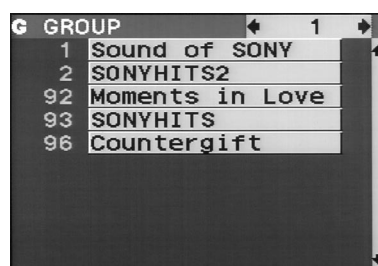 G GROUP 1
1 Sound of SONY
2 SONYHITS2
92 Moments in Love
93 SONYHITS
96 Countergift